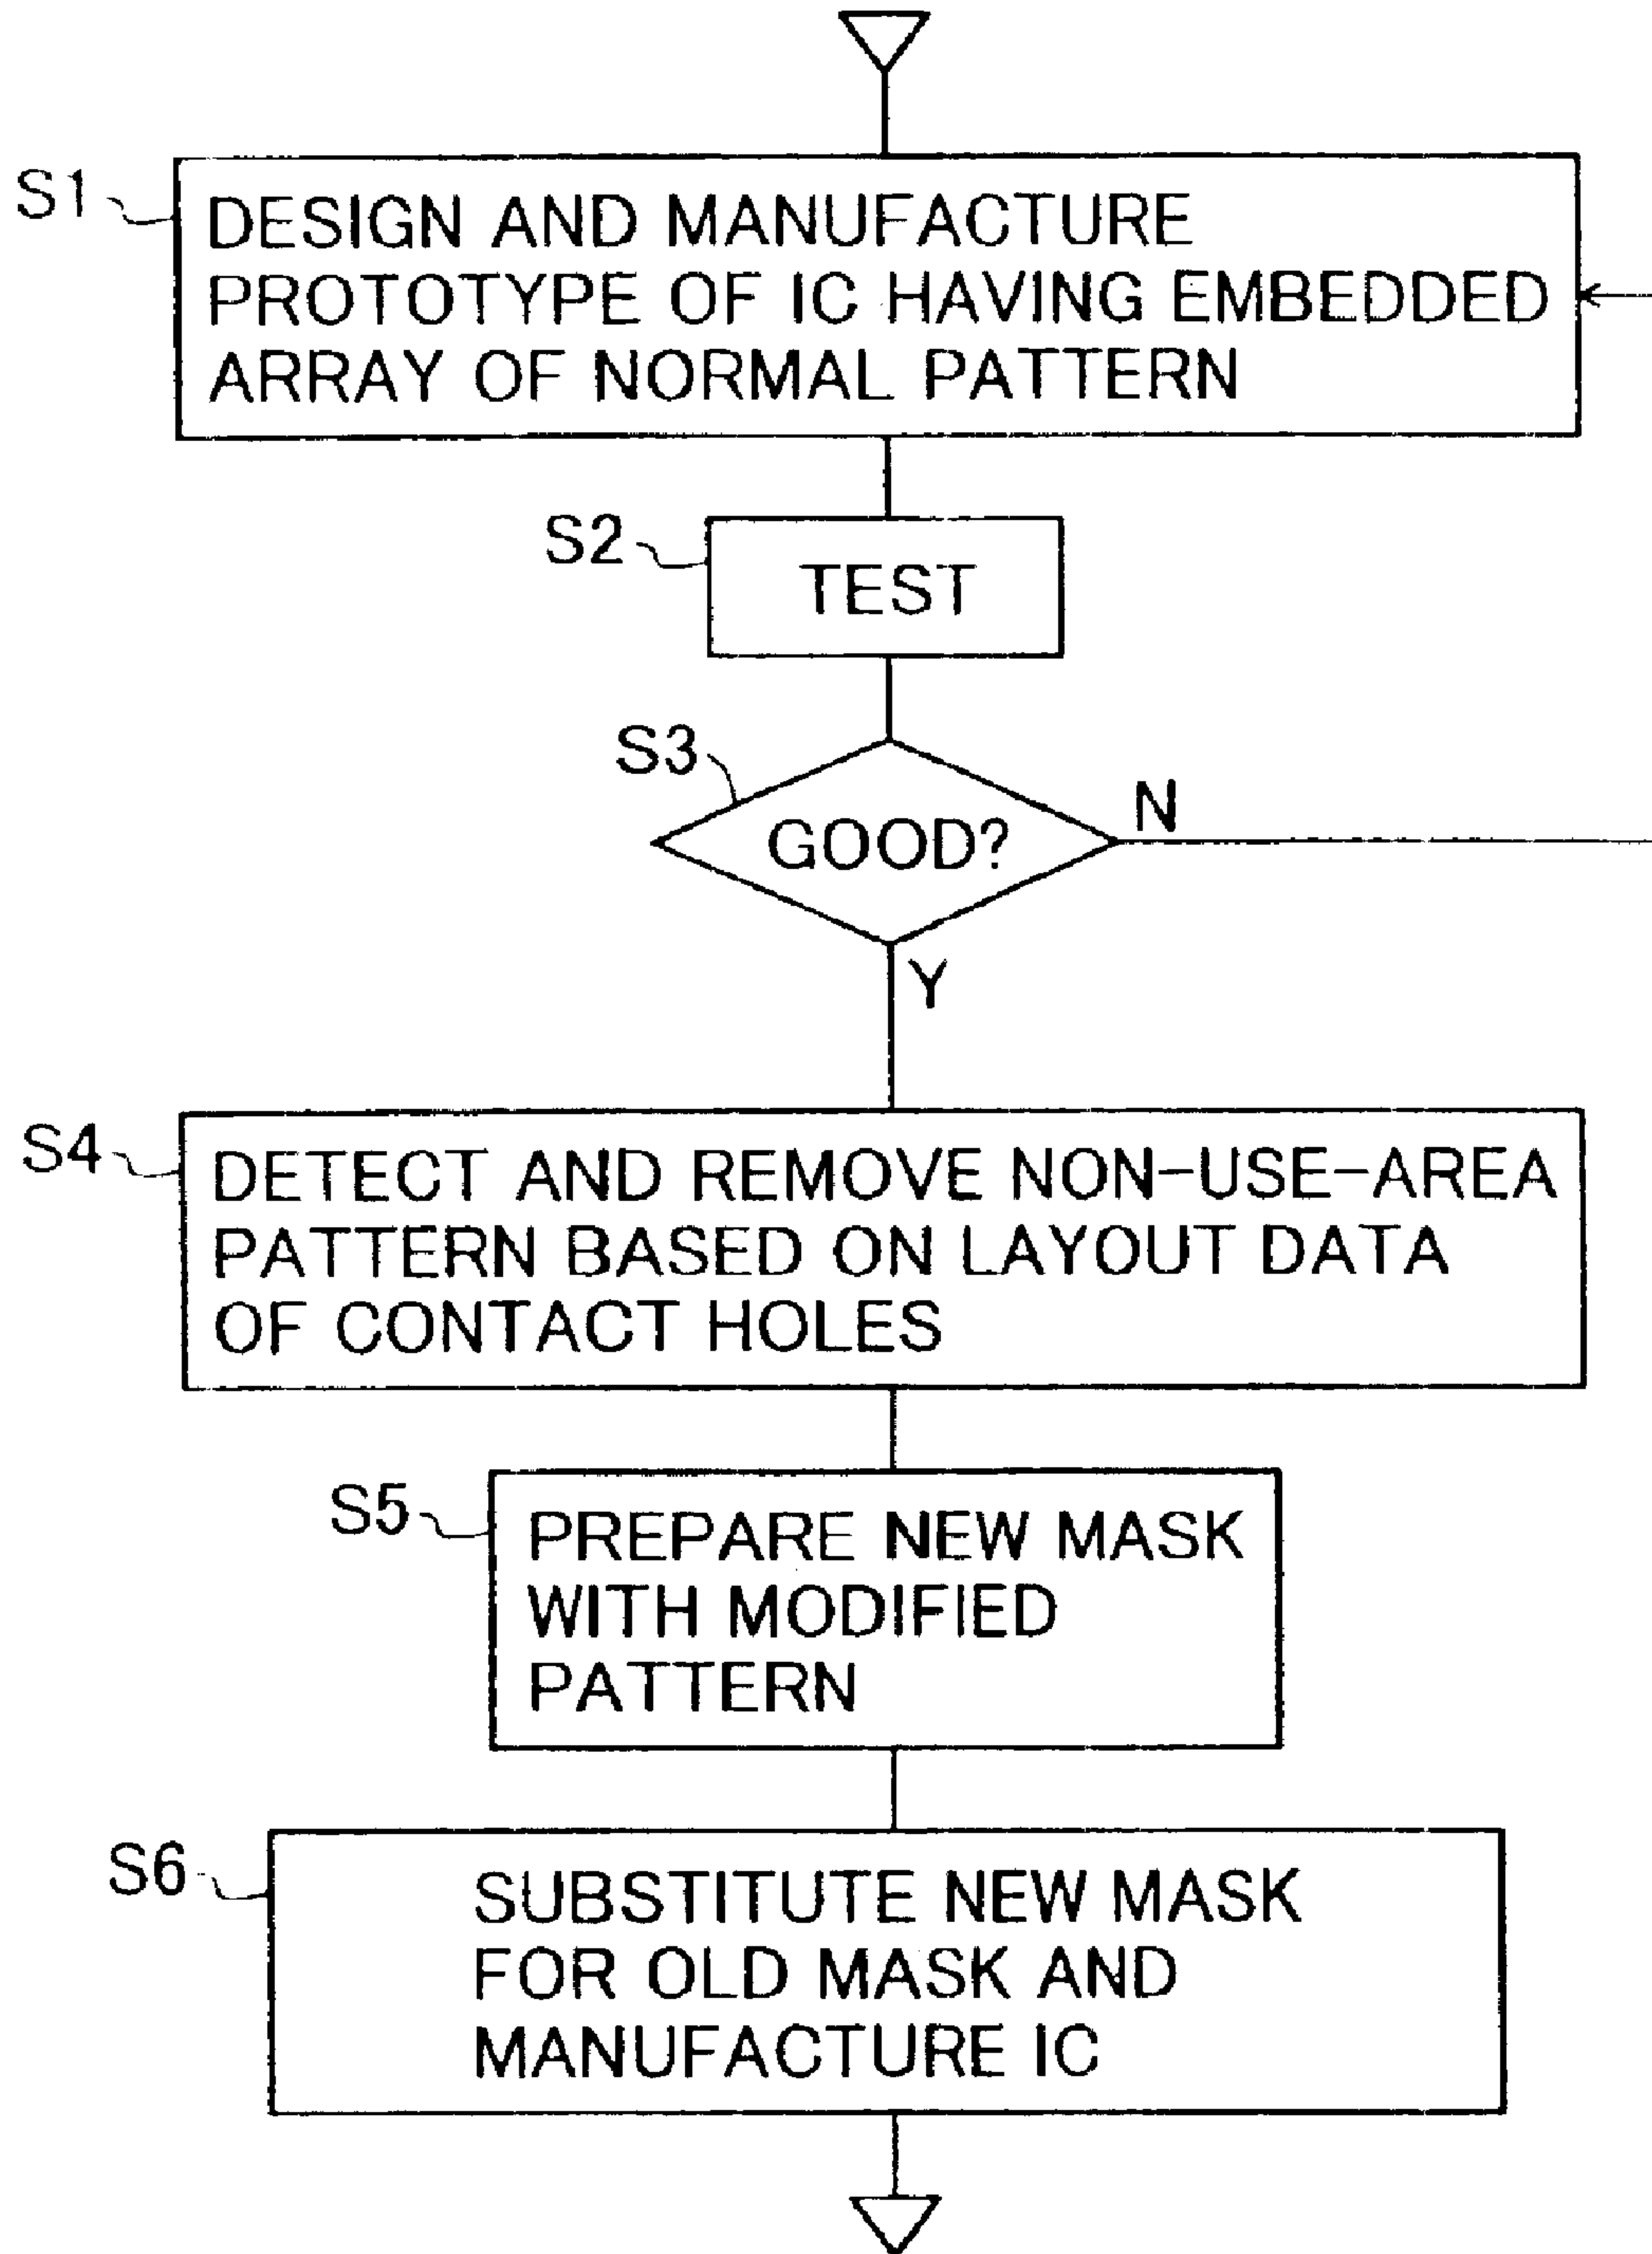 S1
DESIGN AND MANUFACTURE
PROTOTYPE OF IC HAVING EMBEDDED
ARRAY OF NORMAL PATTERN
S2
TEST
S3
GOOD?
N
Y
S4
DETECT AND REMOVE NON-USE-AREA
PATTERN BASED ON LAYOUT DATA
OF CONTACT HOLES
S5
PREPARE NEW MASK
WITH MODIFIED
PATTERN
S6
SUBSTITUTE NEW MASK
FOR OLD MASK AND
MANUFACTURE IC